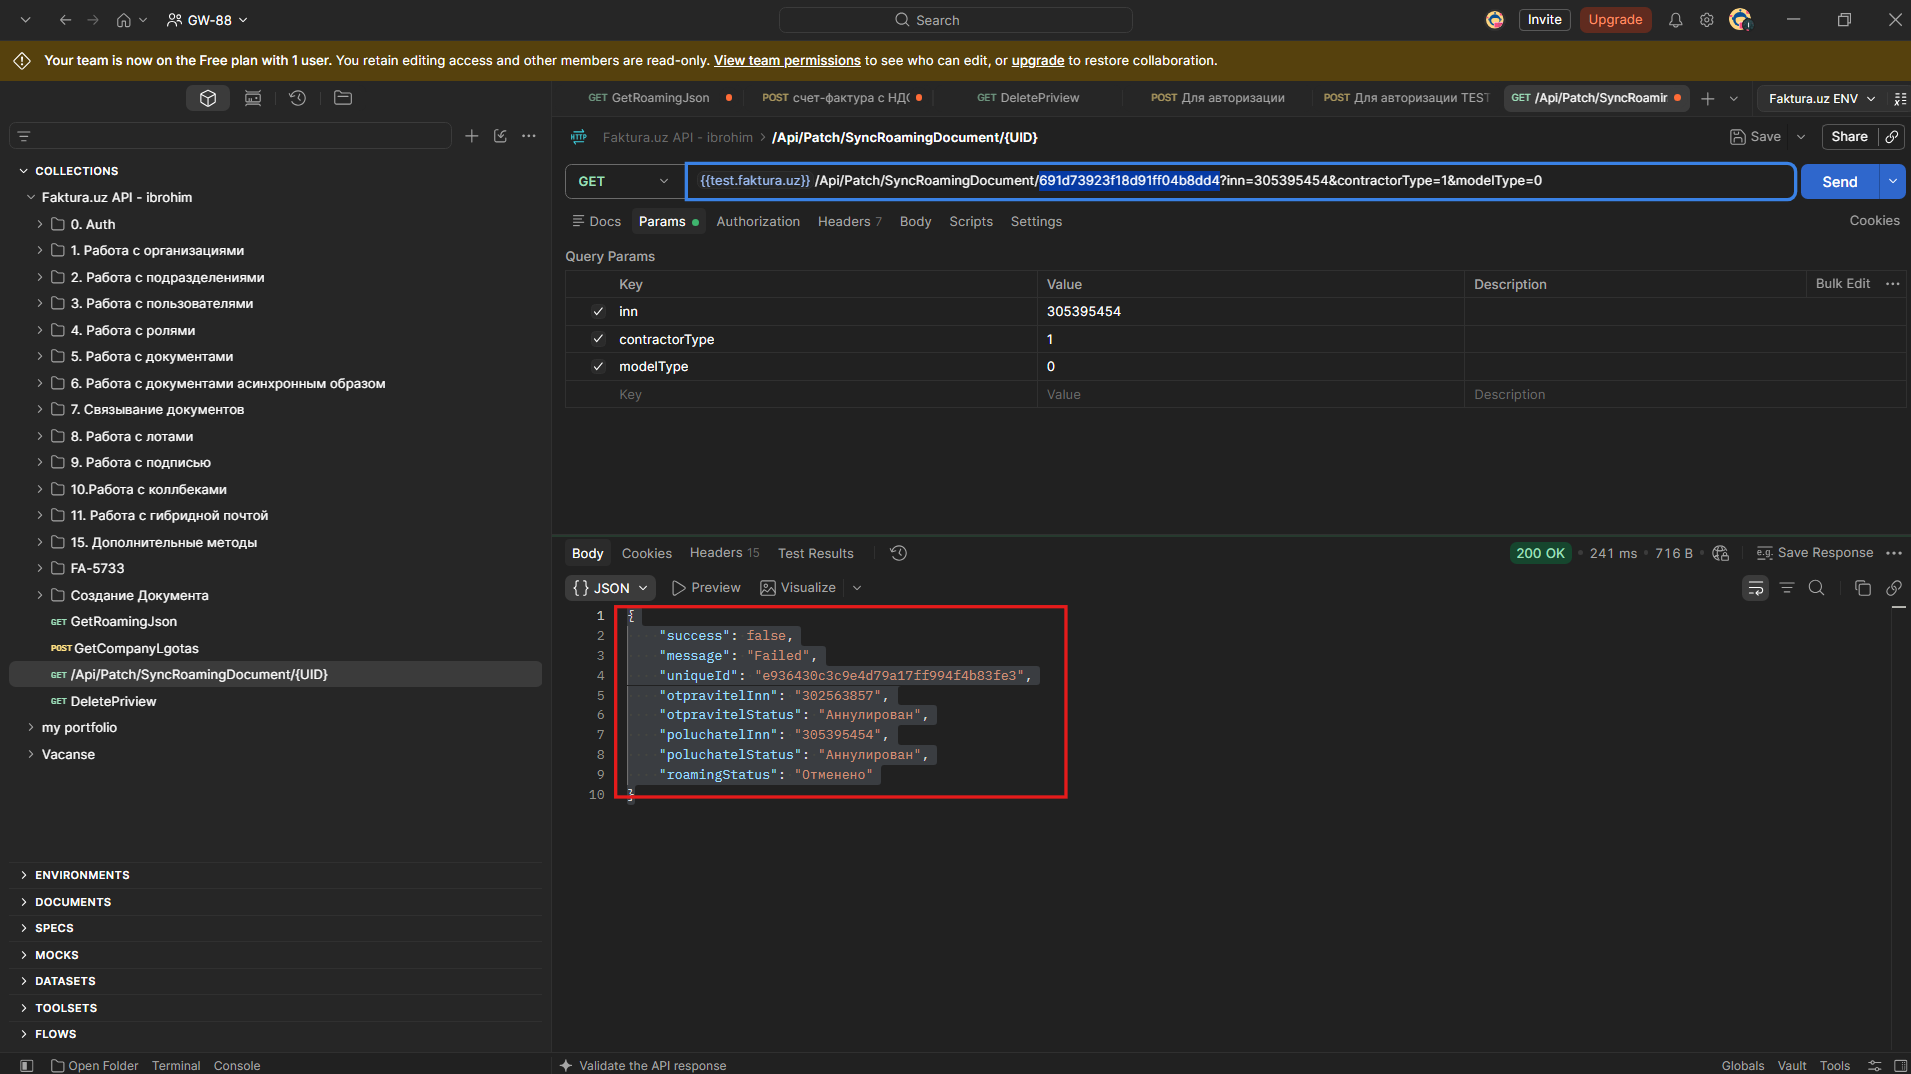 GW-88
Search
Invite
Upgrade
Your team is now on the Free plan with 1 user. You retain editing access and other members are read-only. View team permissions to see who can edit, or upgrade to restore collaboration.
GET GetRoamingJson
POST счет-фактура с НДС
GET DeletePriview
POST Для авторизации
POST Для авторизации TEST
GET /Api/Patch/SyncRoamin
Faktura.uz ENV
HTTP Faktura.uz API - ibrohim > /Api/Patch/SyncRoamingDocument/{UID}
Save
Share
COLLECTIONS
Faktura.uz API - ibrohim
0. Auth
1. Работа с организациями
2. Работа с подразделениями
3. Работа с пользователями
4. Работа с ролями
5. Работа с документами
6. Работа с документами асинхронным образом
7. Связывание документов
8. Работа с лотами
9. Работа с подписью
10.Работа с коллбеками
11. Работа с гибридной почтой
15. Дополнительные методы
FA-5733
Создание Документа
GET GetRoamingJson
POST GetCompanyLgotas
GET /Api/Patch/SyncRoamingDocument/{UID}
GET DeletePriview
my portfolio
Vacanse
ENVIRONMENTS
DOCUMENTS
SPECS
MOCKS
DATASETS
TOOLSETS
FLOWS
GET
{{test.faktura.uz}} /Api/Patch/SyncRoamingDocument/691d73923f18d91ff04b8dd4?inn=305395454&contractorType=1&modelType=0
Send
Docs
Params
Authorization
Headers 7
Body
Scripts
Settings
Cookies
Query Params
Key Value Description Bulk Edit
inn 305395454
contractorType 1
modelType 0
Key Value Description
Body
Cookies
Headers 15
Test Results
200 OK
241 ms
716 B
e.g. Save Response
{} JSON
Preview
Visualize
1 {
2 "success": false,
3 "message": "Failed",
4 "uniqueId": "e936430c3c9e4d79a17ff994f4b83fe3",
5 "otpravitelInn": "302563857",
6 "otpravitelStatus": "Аннулирован",
7 "poluchatelInn": "305395454",
8 "poluchatelStatus": "Аннулирован",
9 "roamingStatus": "Отменено"
10 }
Open Folder
Terminal
Console
Validate the API response
Globals
Vault
Tools